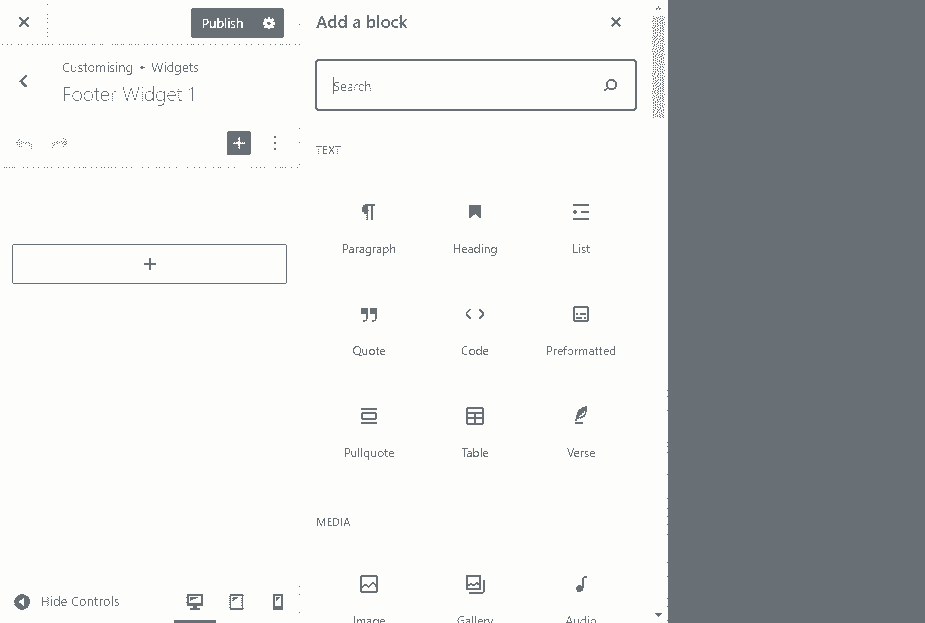 Publish
Customising • Widgets
Footer Widget 1
Hide Controls
Add a block
Search
TEXT
Paragraph Heading List
Quote Code Preformatted
Pullquote Table Verse
MEDIA
Image Gallery Audio